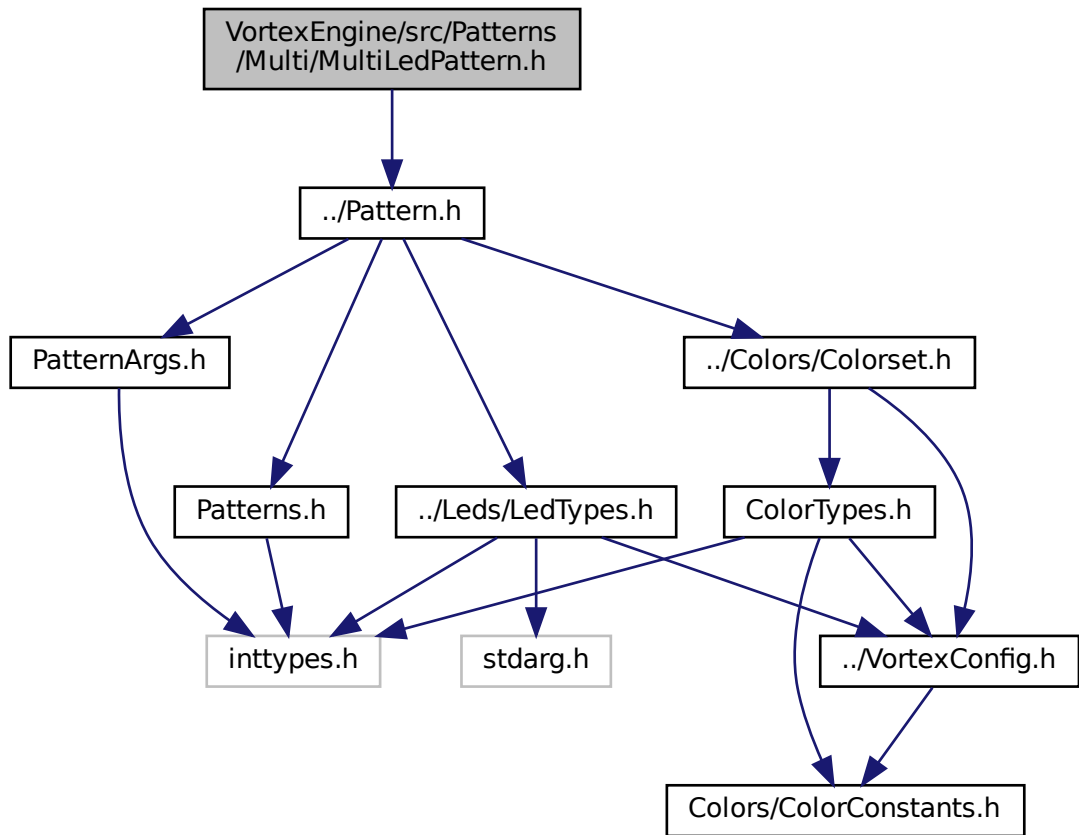 VortexEngine/src/Patterns
/Multi/MultiLedPattern.h
../Pattern.h
PatternArgs.h
../Colors/Colorset.h
Patterns.h
../Leds/LedTypes.h
ColorTypes.h
inttypes.h
stdarg.h
../VortexConfig.h
Colors/ColorConstants.h